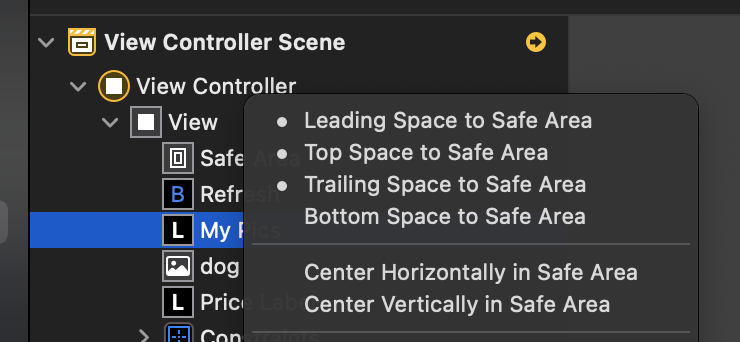 View Controller Scene
View Controller
View
Safe Area
Refresh
My Pics
dog
Price Label
Constraints
Leading Space to Safe Area
Top Space to Safe Area
Trailing Space to Safe Area
Bottom Space to Safe Area
Center Horizontally in Safe Area
Center Vertically in Safe Area
B
L
L